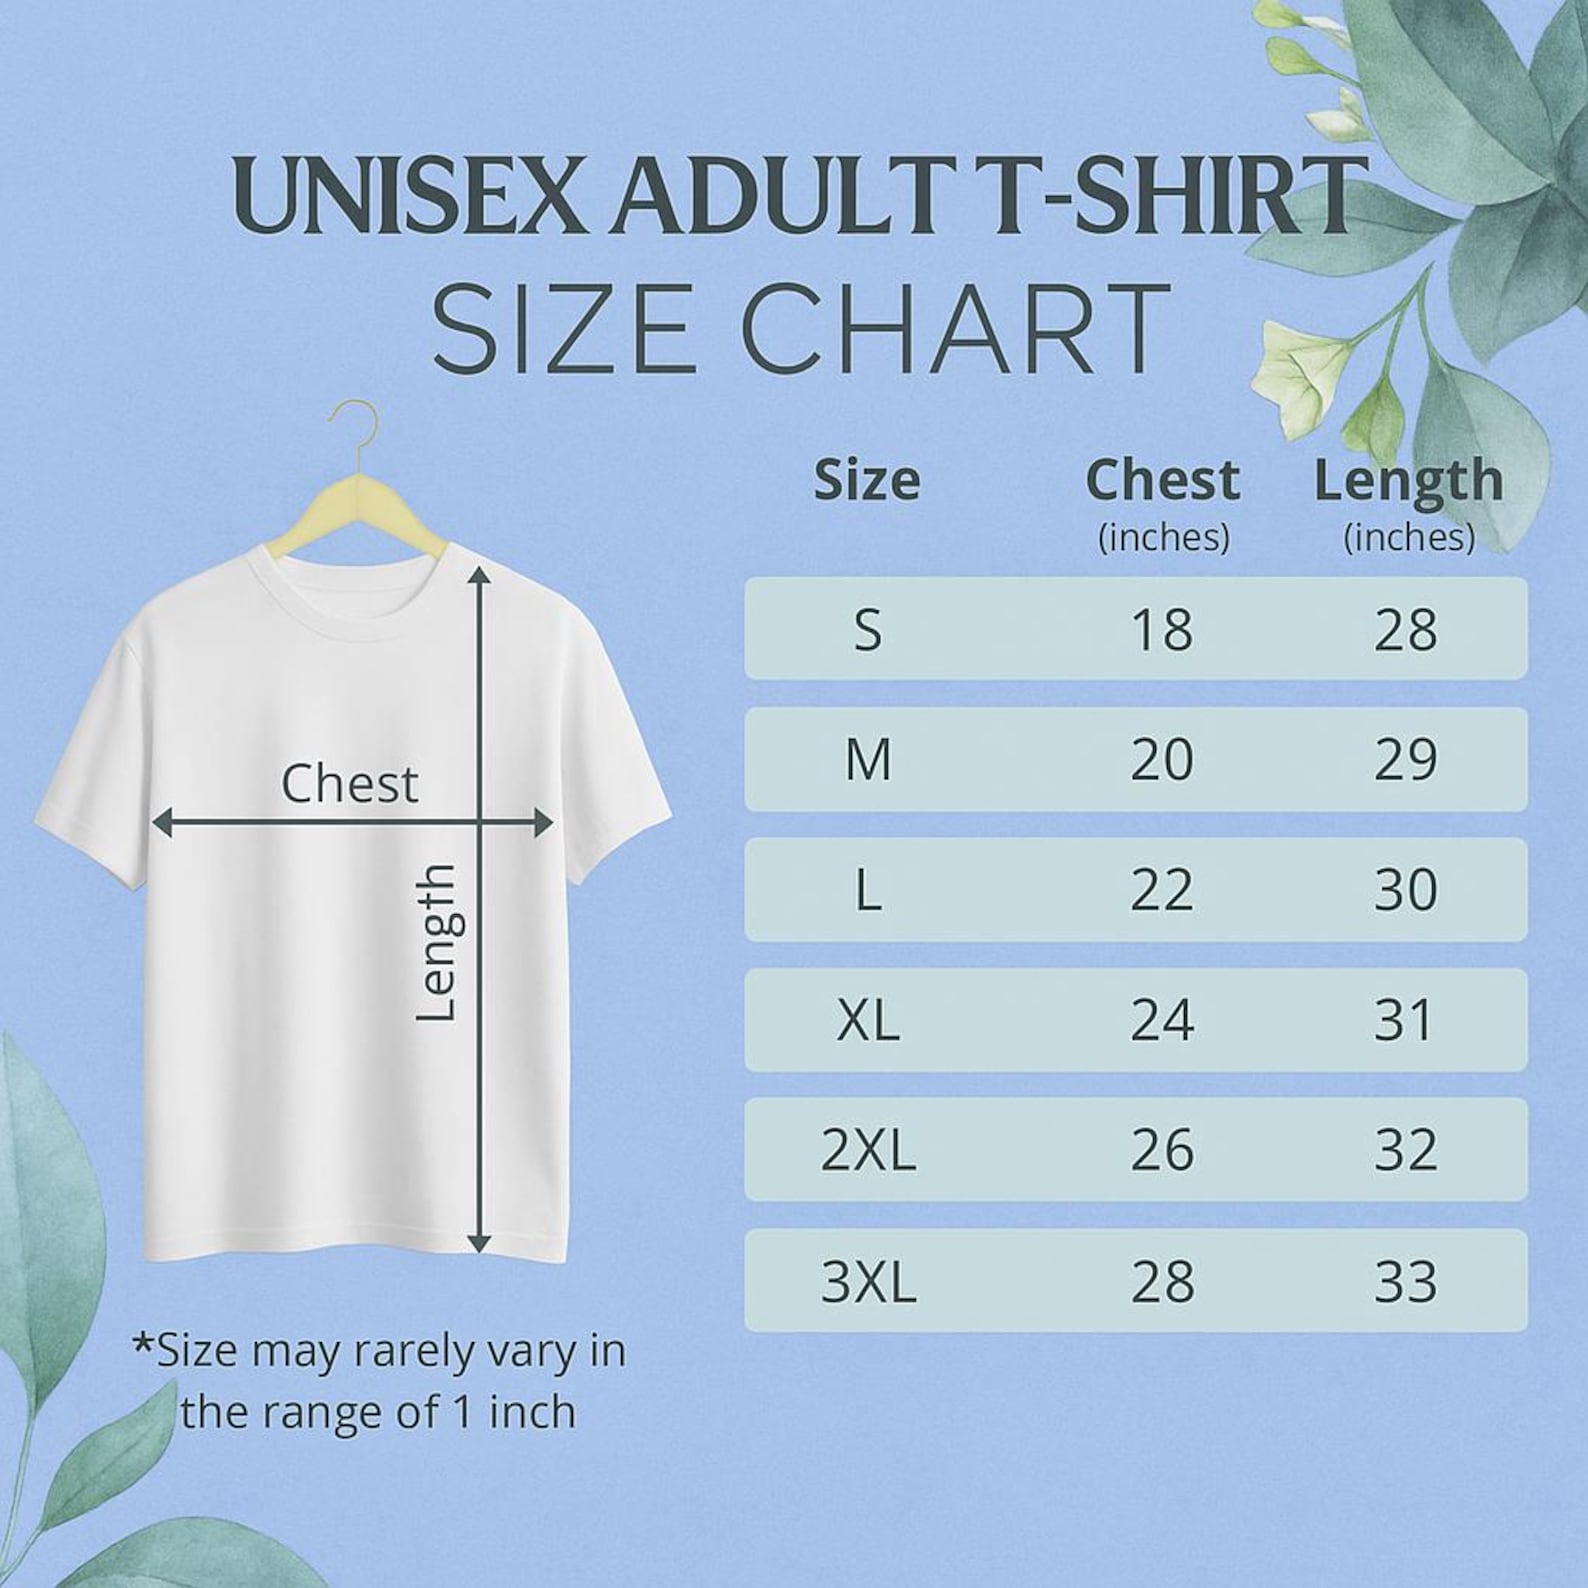 UNISEX ADULT T-SHIRT
SIZE CHART
Size Chest Length
(inches) (inches)
S 18 28
M 20 29
L 22 30
XL 24 31
2XL 26 32
3XL 28 33
Chest
Length
*Size may rarely vary in
the range of 1 inch